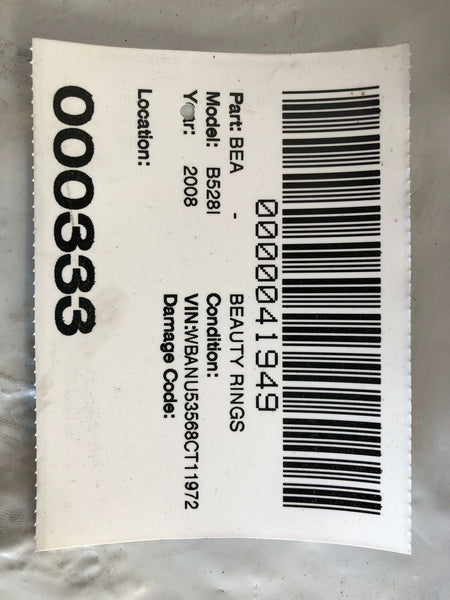 0000041949
Part: BEA - BEAUTY RINGS
Model: B528I Condition:
Year: 2008 VIN:WBANU53568CT11972
Damage Code:
Location:
000333